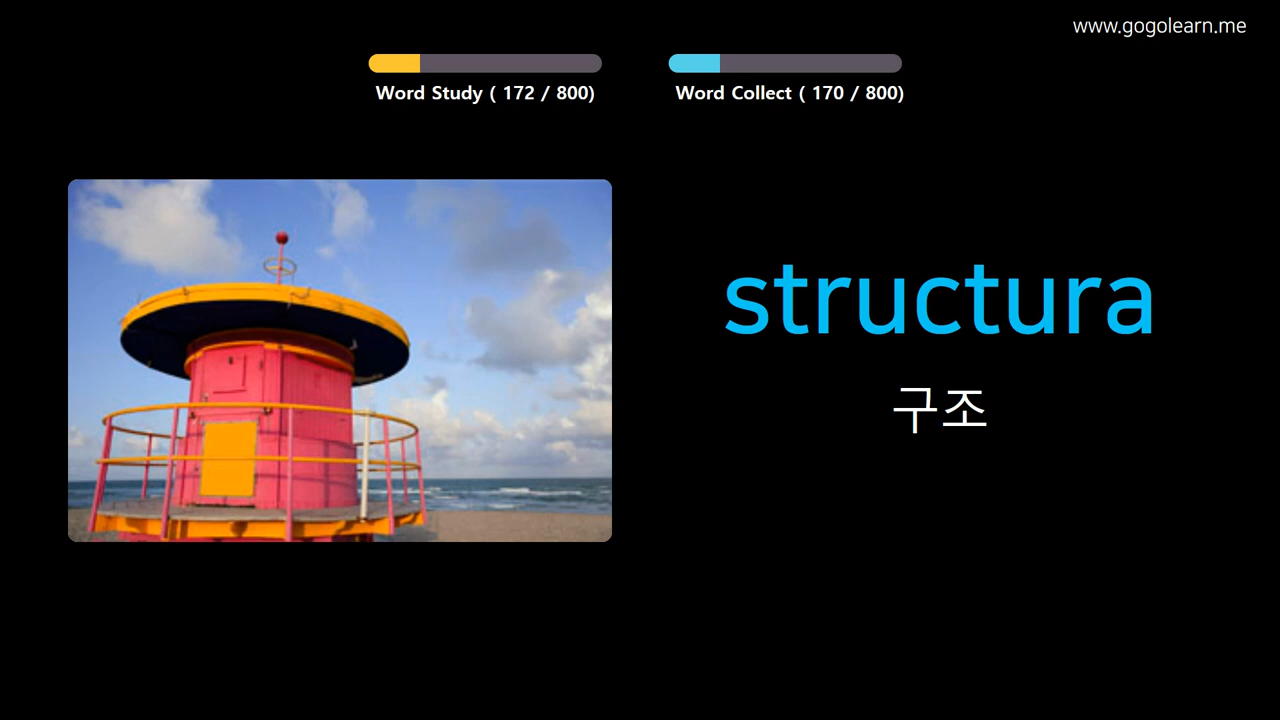 www.gogolearn.me
Word Study ( 172 / 800)
Word Collect ( 170 / 800)
structura
구조